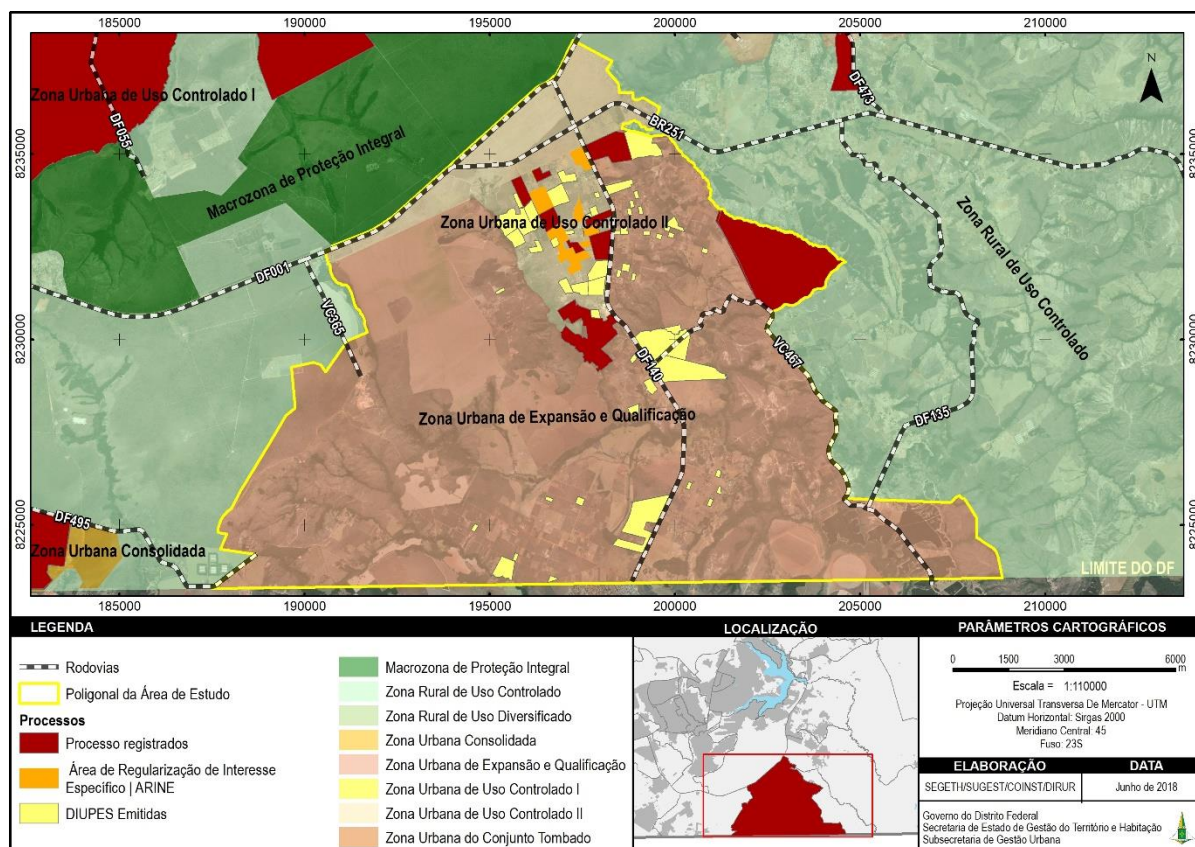 185000 190000 195000 200000 205000 210000
N
Zona Urbana de Uso Controlado I
DF055
DF473
BR251
8235000
8235000
Macrozona de Proteção Integral
Zona Urbana de Uso Controlado II
Zona Rural de Uso Controlado
DF001
VC365
8230000
8230000
DF140
VC467
Zona Urbana de Expansão e Qualificação
DF135
8225000
8225000
DF495
Zona Urbana Consolidada
LIMITE DO DF
185000 190000 195000 200000 205000 210000
LEGENDA
Rodovias
Poligonal da Área de Estudo
Processos
Processo registrados
Área de Regularização de Interesse
Específico | ARINE
DIUPES Emitidas
Macrozona de Proteção Integral
Zona Rural de Uso Controlado
Zona Rural de Uso Diversificado
Zona Urbana Consolidada
Zona Urbana de Expansão e Qualificação
Zona Urbana de Uso Controlado I
Zona Urbana de Uso Controlado II
Zona Urbana do Conjunto Tombado
LOCALIZAÇÃO
PARÂMETROS CARTOGRÁFICOS
0 1500 3000 6000
m
Escala = 1:110000
Projeção Universal Transversa De Mercator - UTM
Datum Horizontal: Sirgas 2000
Meridiano Central: 45
Fuso: 23S
ELABORAÇÃO DATA
SEGETH/SUGEST/COINST/DIRUR Junho de 2018
Governo do Distrito Federal
Secretaria de Estado de Gestão do Território e Habitação
Subsecretaria de Gestão Urbana